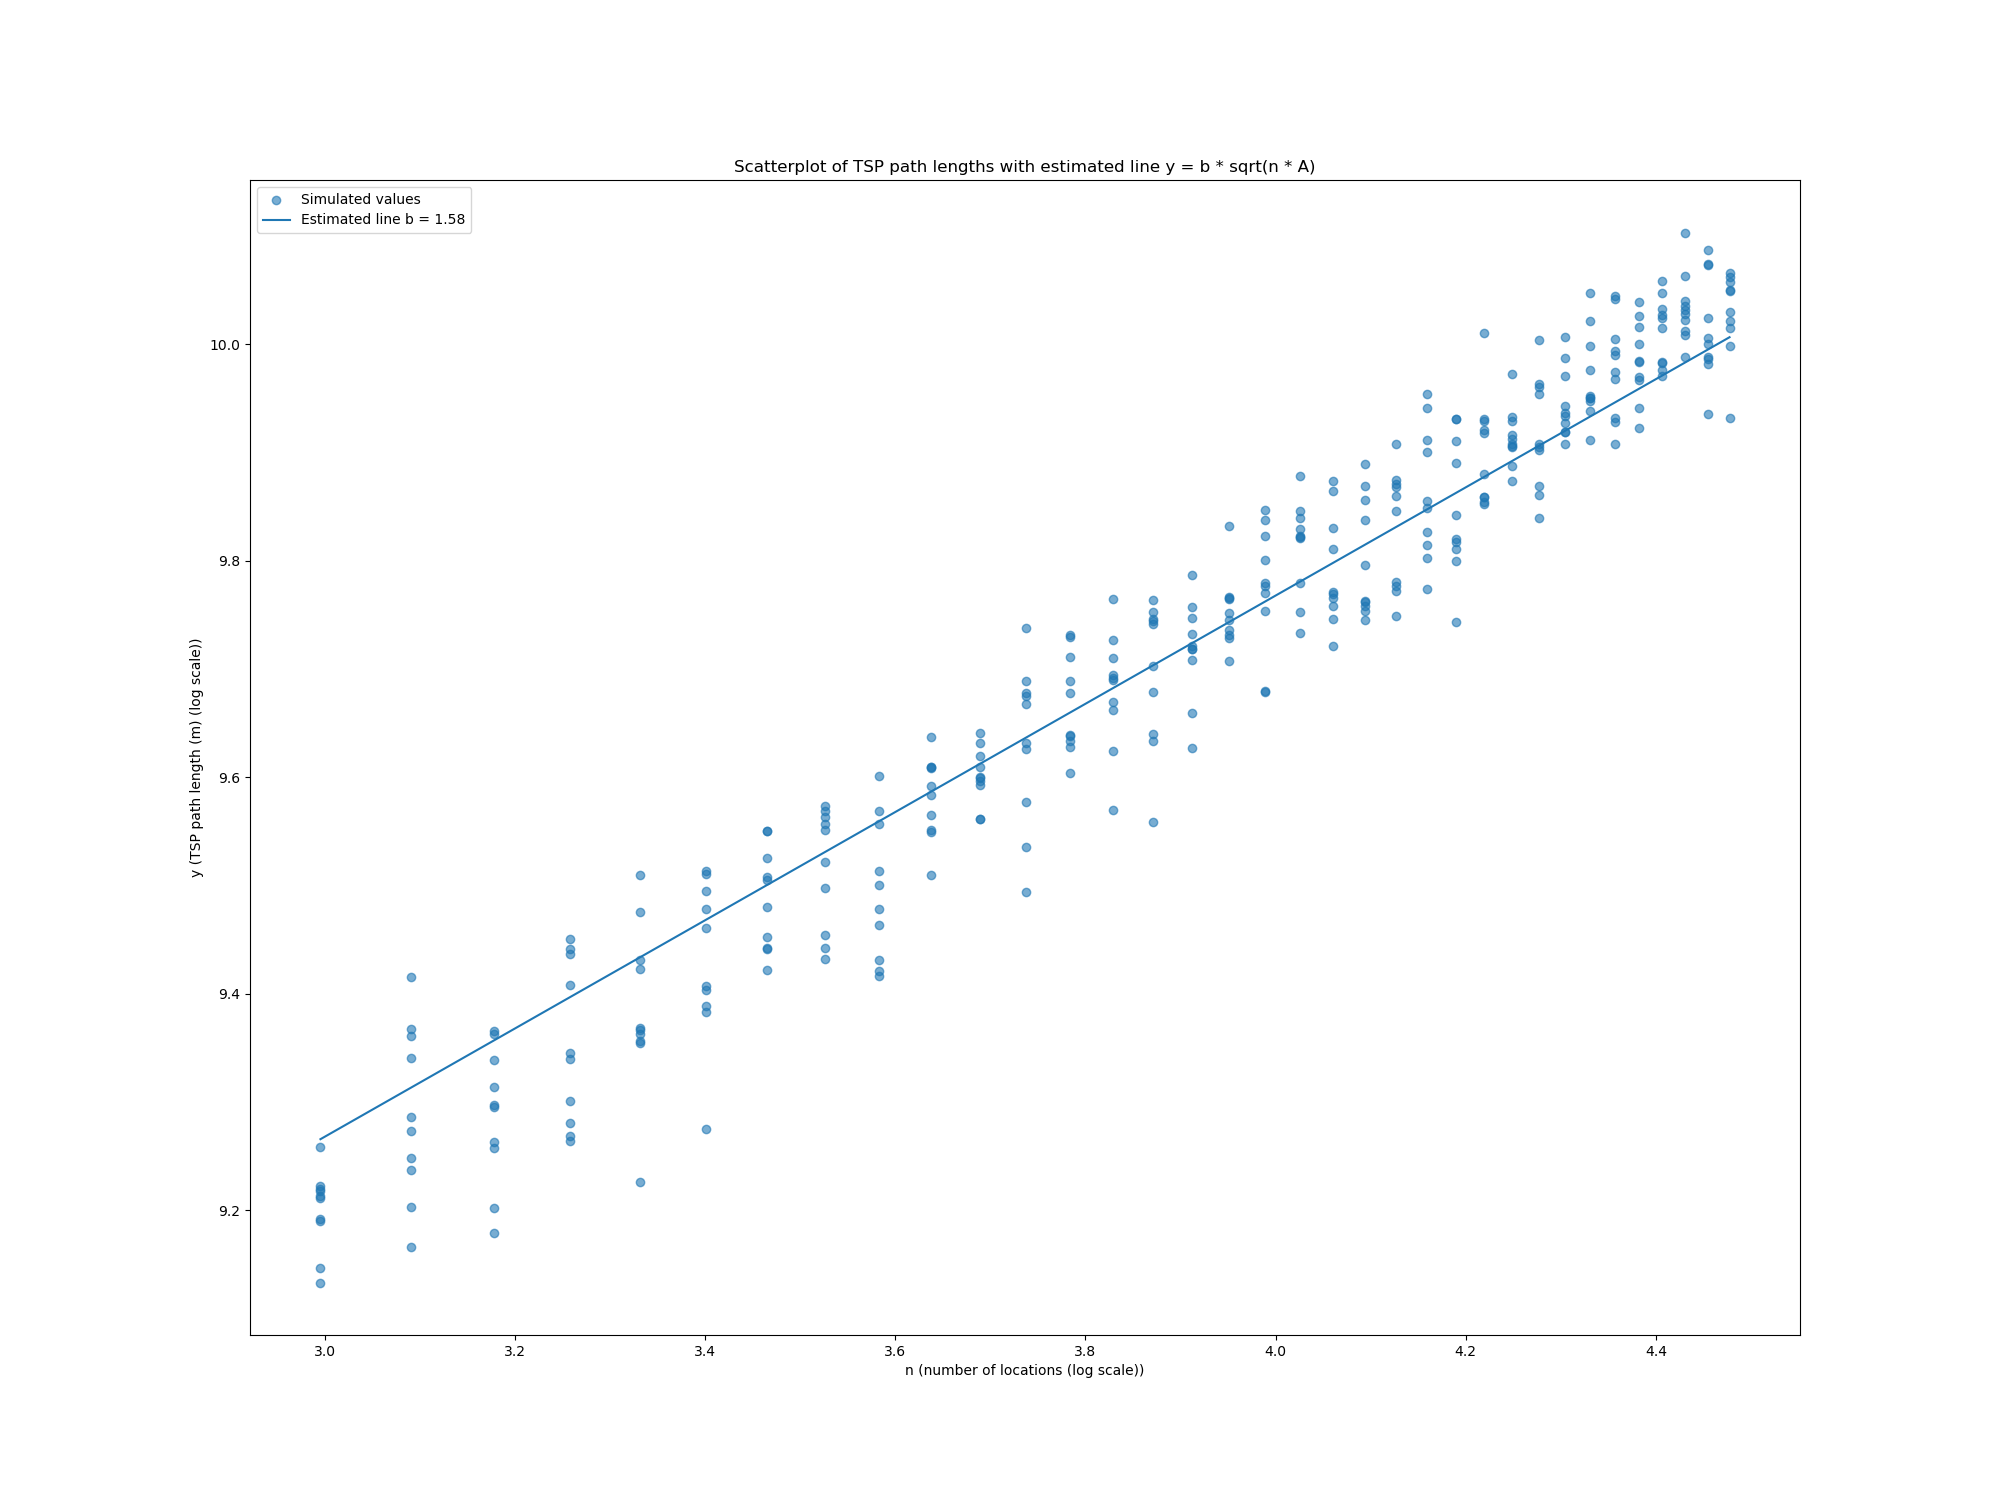 Scatterplot of TSP path lengths with estimated line y = b * sqrt(n * A)
Simulated values
Estimated line b = 1.58
10.0
9.8
9.6
9.4
9.2
y (TSP path length (m) (log scale))
3.0 3.2 3.4 3.6 3.8 4.0 4.2 4.4
n (number of locations (log scale))